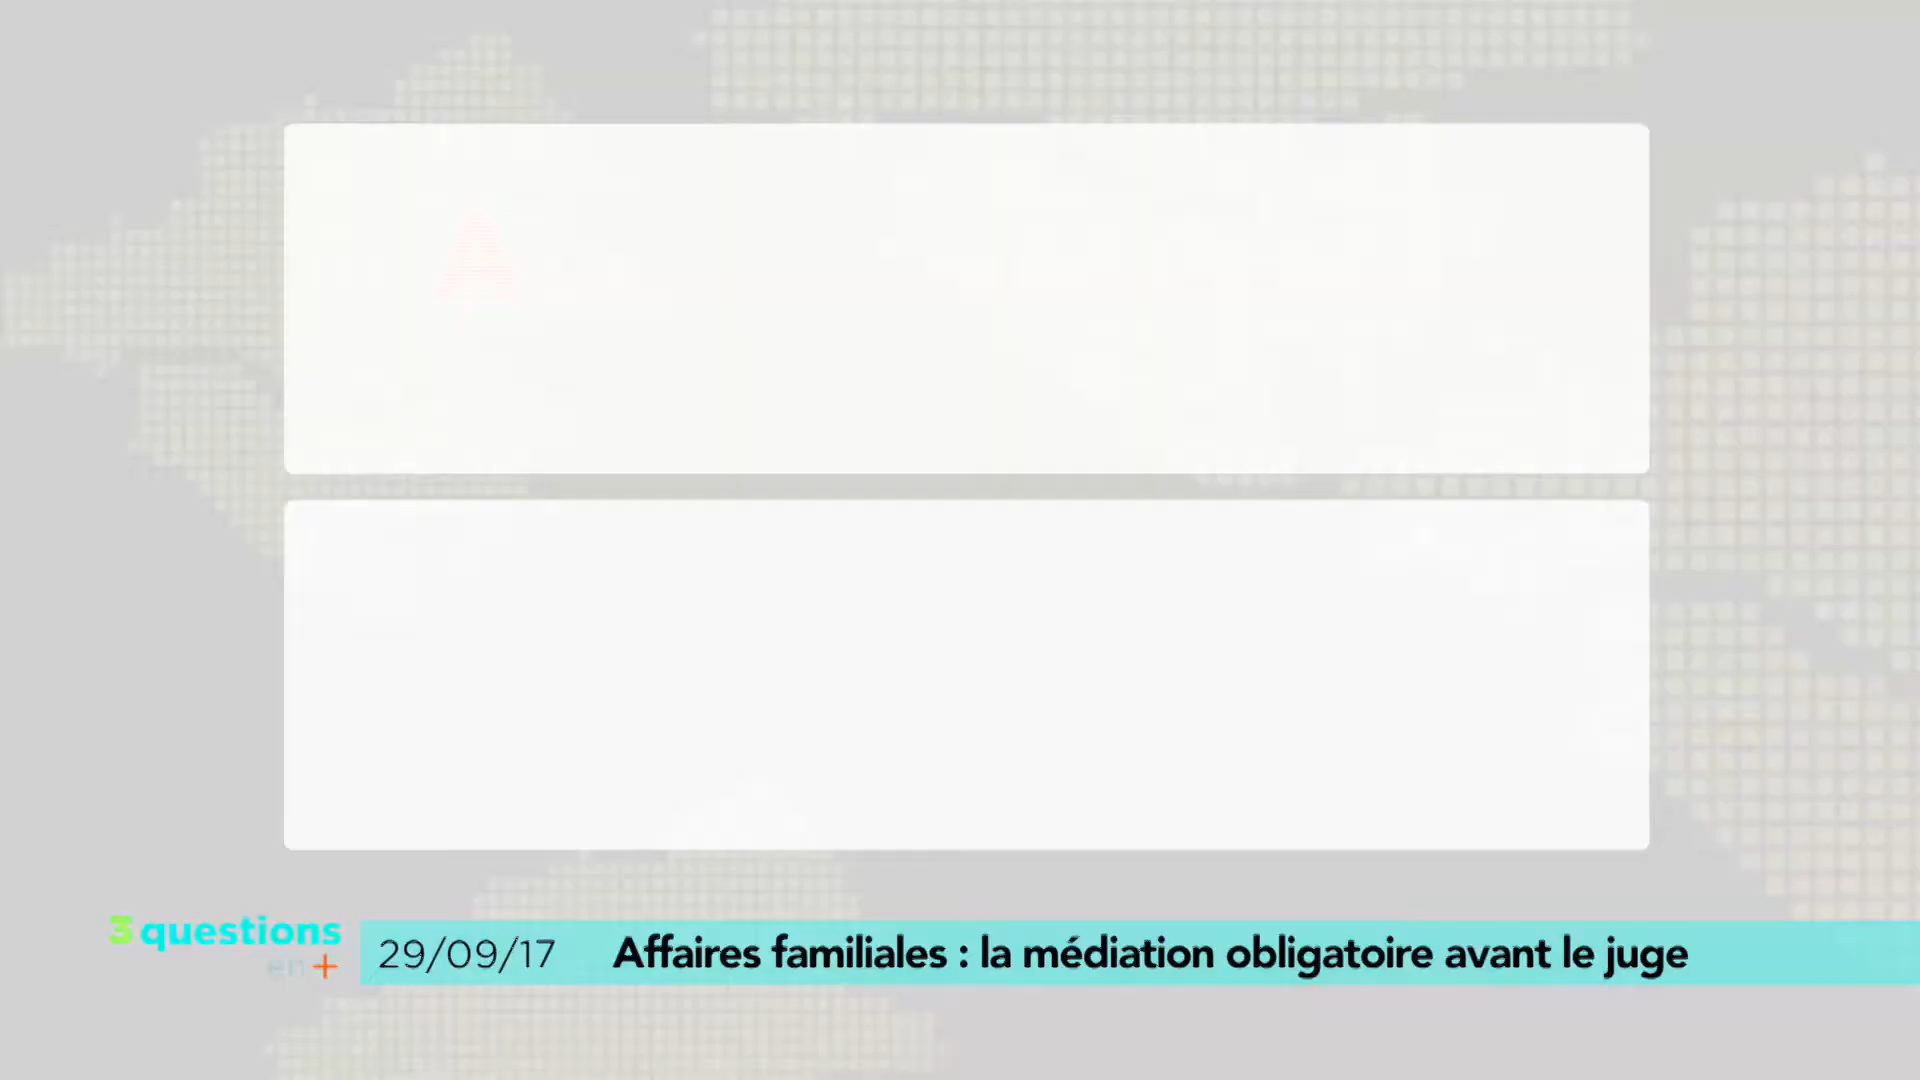 A
3 questions
en +
29/09/17 Affaires familiales : la médiation obligatoire avant le juge